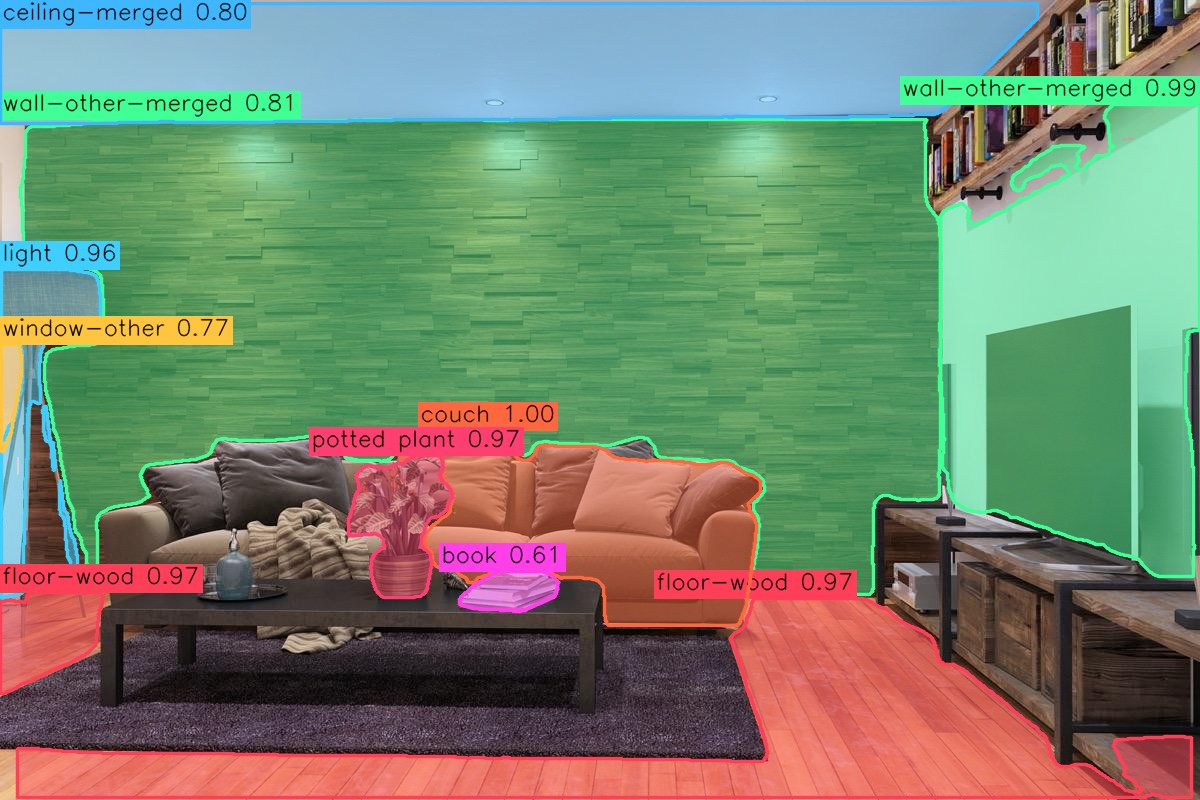 ceiling-merged 0.80
wall-other-merged 0.99
wall-other-merged 0.81
light 0.96
window-other 0.77
couch 1.00
potted plant 0.97
book 0.61
floor-wood 0.97
floor-wood 0.97